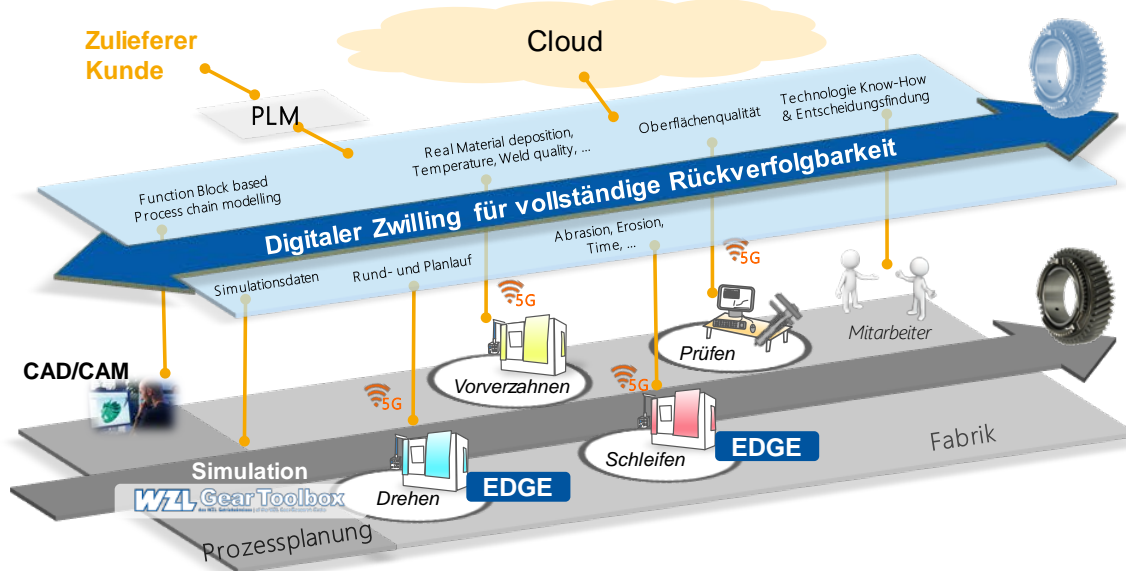 Zulieferer
Kunde
Cloud
PLM
Technologie Know-How
& Entscheidungsfindung
Oberflächenqualität
Real Material deposition,
Temperature, Weld quality, ...
Function Block based
Process chain modelling
Digitaler Zwilling für vollständige Rückverfolgbarkeit
Abrasion, Erosion,
Time, ...
Rund- und Planlauf
Simulationsdaten
5G
5G
Prüfen
Mitarbeiter
CAD/CAM
Vorverzahnen
5G
5G
EDGE
Schleifen
Fabrik
Simulation
WZL Gear Toolbox
Drehen
EDGE
Prozessplanung